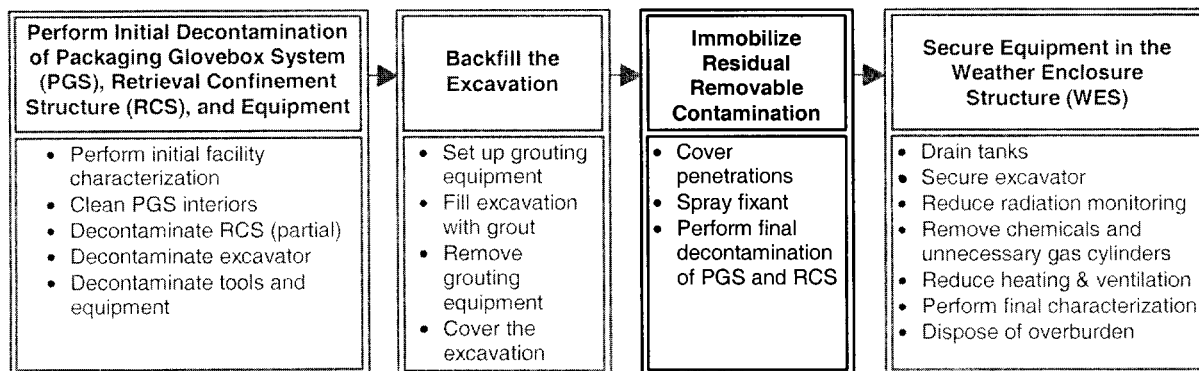 Perform Initial Decontamination
of Packaging Glovebox System
(PGS), Retrieval Confinement
Structure (RCS), and Equipment
• Perform initial facility
characterization
• Clean PGS interiors
• Decontaminate RCS (partial)
• Decontaminate excavator
• Decontaminate tools and
equipment
Backfill the
Excavation
• Set up grouting
equipment
• Fill excavation
with grout
• Remove
grouting
equipment
• Cover the
excavation
Immobilize
Residual
Removable
Contamination
• Cover
penetrations
• Spray fixant
• Perform final
decontamination
of PGS and RCS
Secure Equipment in the
Weather Enclosure
Structure (WES)
• Drain tanks
• Secure excavator
• Reduce radiation monitoring
• Remove chemicals and
unnecessary gas cylinders
• Reduce heating & ventilation
• Perform final characterization
• Dispose of overburden